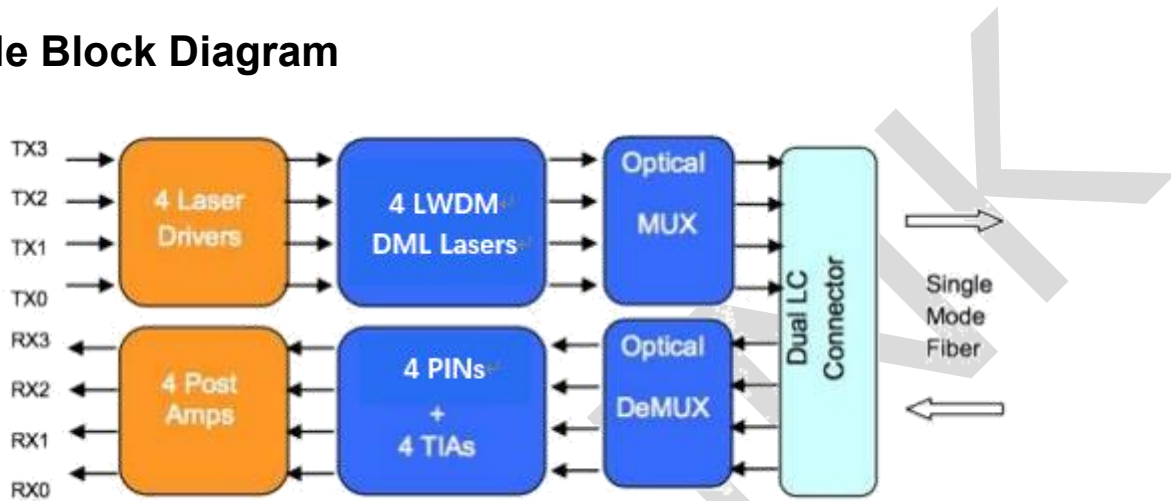 le Block Diagram
TX3
TX2
TX1
TX0
4 Laser
Drivers
4 LWDM↵
DML Lasers↵
Optical
MUX
Dual LC
Connector
Single
Mode
Fiber
RX3
RX2
RX1
RX0
4 Post
Amps
4 PINs↵
+
4 TIAs
Optical
DeMUX